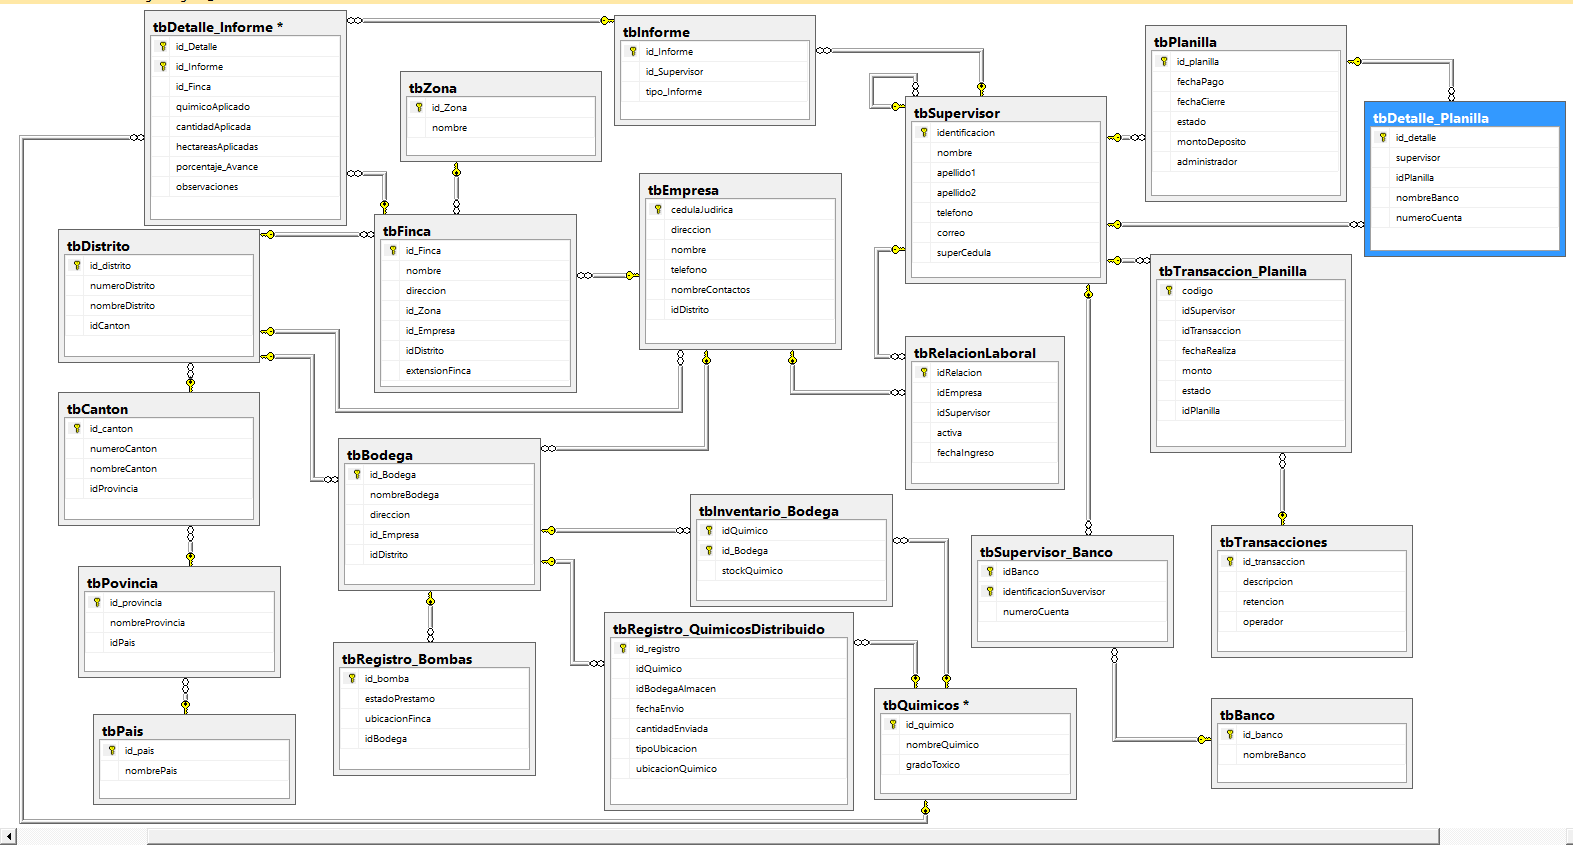 tbDetalle_Informe *
id_Detalle
id_Informe
id_Finca
quimicoAplicado
cantidadAplicada
hectareasAplicadas
porcentaje_Avance
observaciones
tbZona
id_Zona
nombre
tbInforme
id_Informe
id_Supervisor
tipo_Informe
tbSupervisor
identificacion
nombre
apellido1
apellido2
telefono
correo
superCedula
tbPlanilla
id_planilla
fechaPago
fechaCierre
estado
montoDeposito
administrador
tbDetalle_Planilla
id_detalle
supervisor
idPlanilla
nombreBanco
numeroCuenta
tbDistrito
id_distrito
numeroDistrito
nombreDistrito
idCanton
tbFinca
id_Finca
nombre
direccion
id_Zona
id_Empresa
idDistrito
extensionFinca
tbEmpresa
cedulaJudirica
direccion
nombre
telefono
nombreContactos
idDistrito
tbRelacionLaboral
idRelacion
idEmpresa
idSupervisor
activa
fechaIngreso
tbTransaccion_Planilla
codigo
idSupervisor
idTransaccion
fechaRealiza
monto
estado
idPlanilla
tbCanton
id_canton
numeroCanton
nombreCanton
idProvincia
tbBodega
id_Bodega
nombreBodega
direccion
id_Empresa
idDistrito
tbInventario_Bodega
idQuimico
id_Bodega
stockQuimico
tbSupervisor_Banco
idBanco
identificacionSuvervisor
numeroCuenta
tbTransacciones
id_transaccion
descripcion
retencion
operador
tbPovincia
id_provincia
nombreProvincia
idPais
tbRegistro_Bombas
id_bomba
estadoPrestamo
ubicacionFinca
idBodega
tbRegistro_QuimicosDistribuido
id_registro
idQuimico
idBodegaAlmacen
fechaEnvio
cantidadEnviada
tipoUbicacion
ubicacionQuimico
tbQuimicos *
id_quimico
nombreQuimico
gradoToxico
tbBanco
id_banco
nombreBanco
tbPais
id_pais
nombrePais